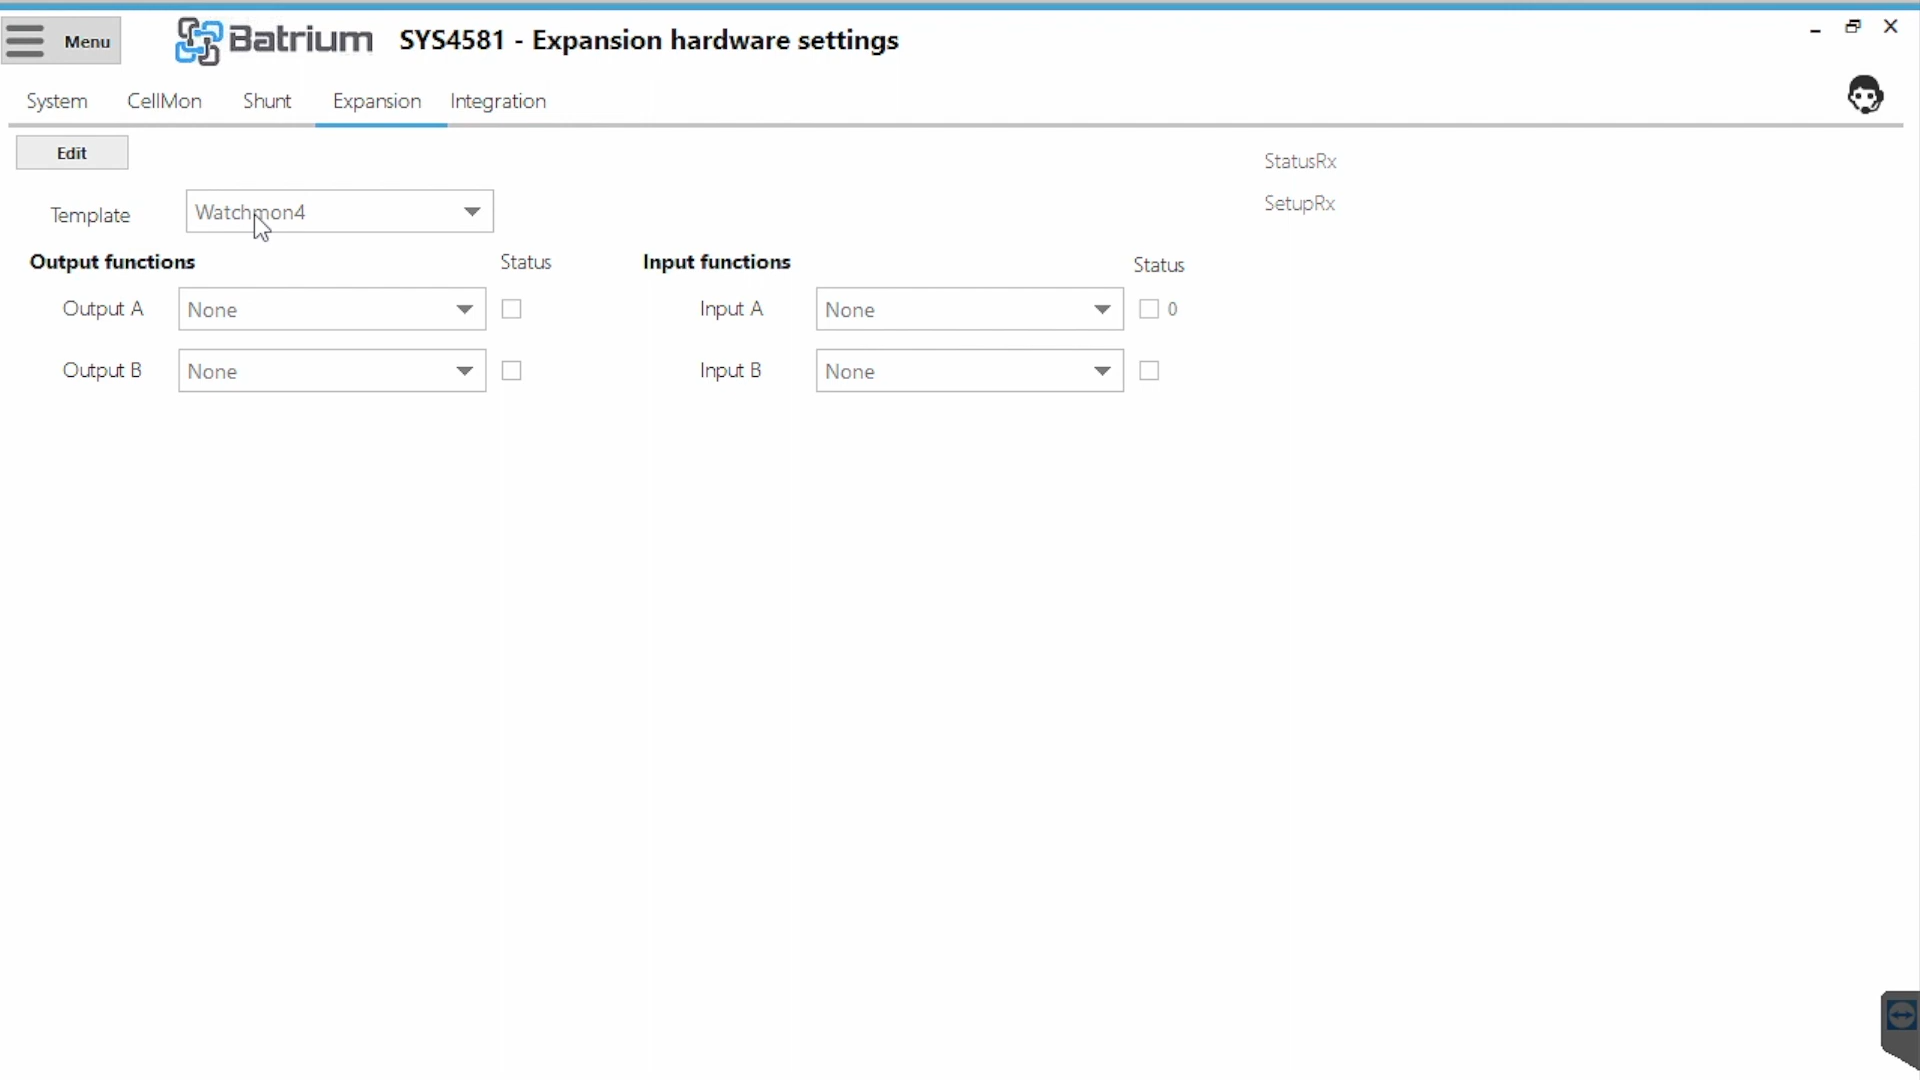 Menu
Batrium
SYS4581 - Expansion hardware settings
System CellMon Shunt Expansion Integration
Edit
StatusRx
Template Watchmon4
SetupRx
Output functions Status Input functions Status
Output A None Input A None 0
Output B None Input B None